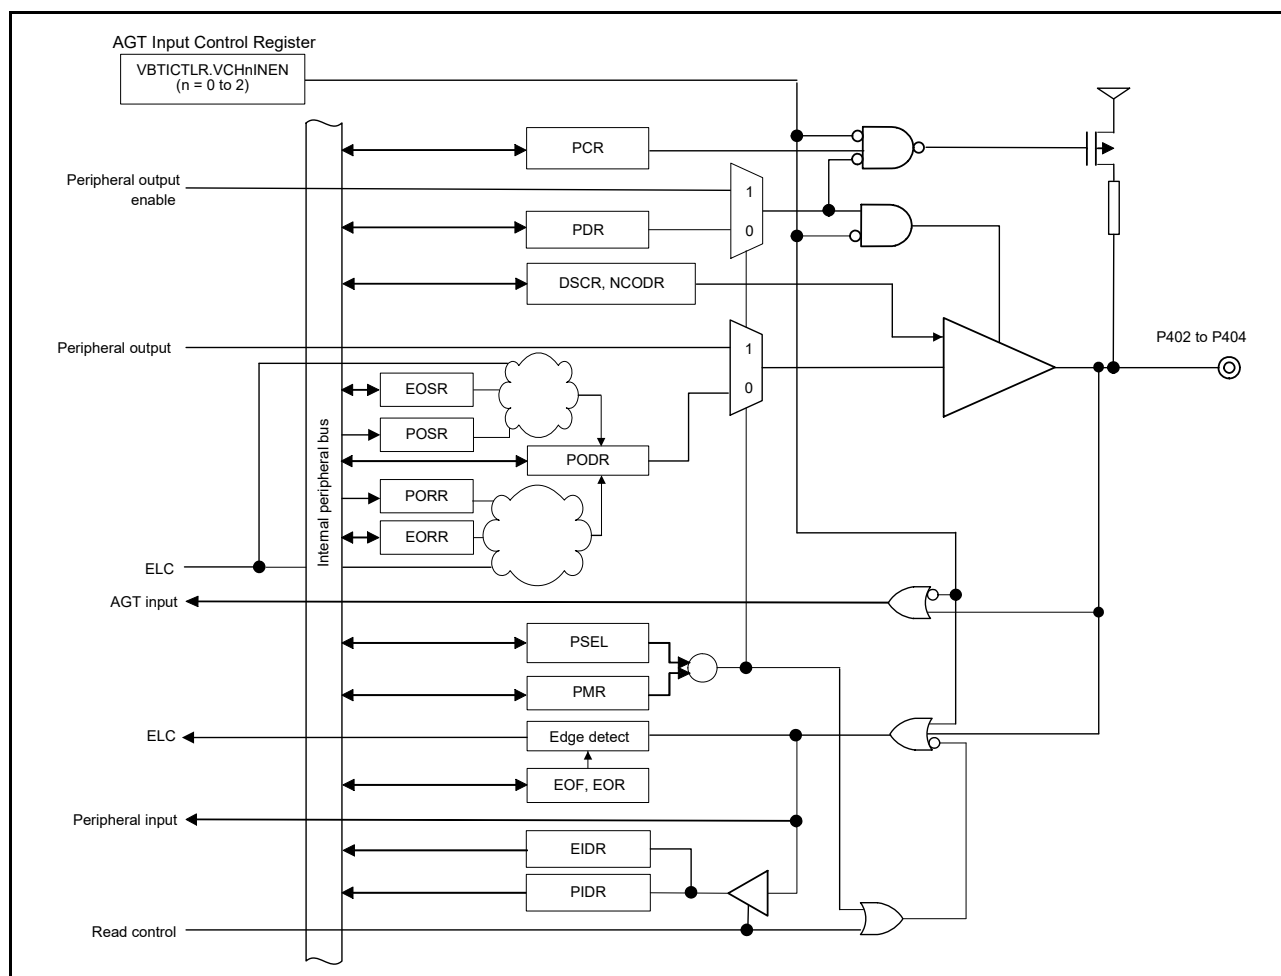 AGT Input Control Register
VBTICTLR.VCHnINEN
(n = 0 to 2)
PCR
Peripheral output
enable
1
0
PDR
DSCR, NCODR
Peripheral output
1
0
P402 to P404
EOSR
POSR
PODR
PORR
EORR
Internal peripheral bus
ELC
AGT input
PSEL
PMR
ELC
Edge detect
EOF, EOR
Peripheral input
EIDR
PIDR
Read control